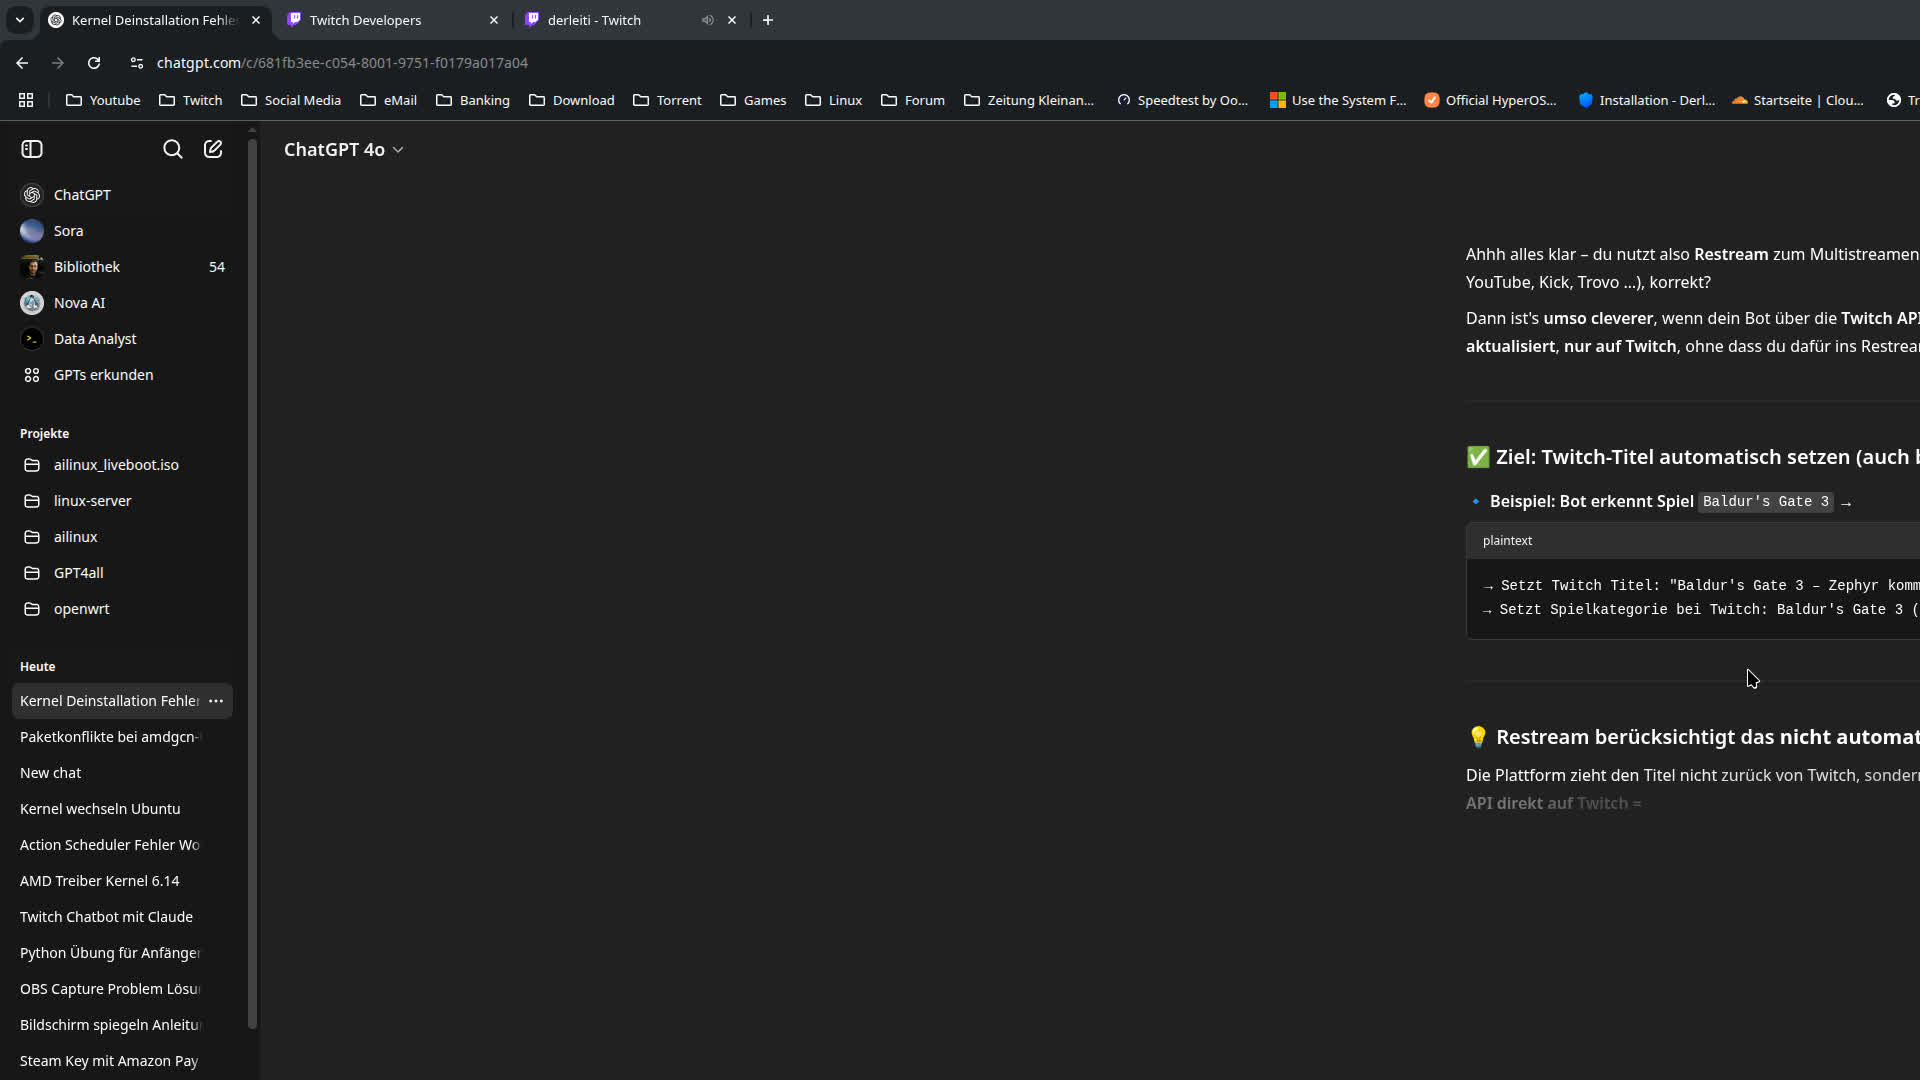 Kernel Deinstallation Fehle
Twitch Developers
derleiti - Twitch
chatgpt.com/c/681fb3ee-c054-8001-9751-f0179a017a04
Youtube
Twitch
Social Media
eMail
Banking
Download
Torrent
Games
Linux
Forum
Zeitung Kleinan...
Speedtest by Oo...
Use the System F...
Official HyperOS...
Installation - Derl...
Startseite | Clou...
Tr
ChatGPT
Sora
Bibliothek 54
Nova AI
Data Analyst
GPTs erkunden
Projekte
ailinux_liveboot.iso
linux-server
ailinux
GPT4all
openwrt
Heute
Kernel Deinstallation Fehler
Paketkonflikte bei amdgcn-
New chat
Kernel wechseln Ubuntu
Action Scheduler Fehler Wo
AMD Treiber Kernel 6.14
Twitch Chatbot mit Claude
Python Übung für Anfänger
OBS Capture Problem Lösu
Bildschirm spiegeln Anleitu
Steam Key mit Amazon Pay
ChatGPT 4o
Ahhh alles klar – du nutzt also Restream zum Multistreamen
YouTube, Kick, Trovo ...), korrekt?
Dann ist's umso cleverer, wenn dein Bot über die Twitch API
aktualisiert, nur auf Twitch, ohne dass du dafür ins Restrea
✅ Ziel: Twitch-Titel automatisch setzen (auch b
🔹 Beispiel: Bot erkennt Spiel Baldur's Gate 3 →
plaintext
→ Setzt Twitch Titel: "Baldur's Gate 3 – Zephyr komm
→ Setzt Spielkategorie bei Twitch: Baldur's Gate 3 (
💡 Restream berücksichtigt das nicht automat
Die Plattform zieht den Titel nicht zurück von Twitch, sondern
API direkt auf Twitch =